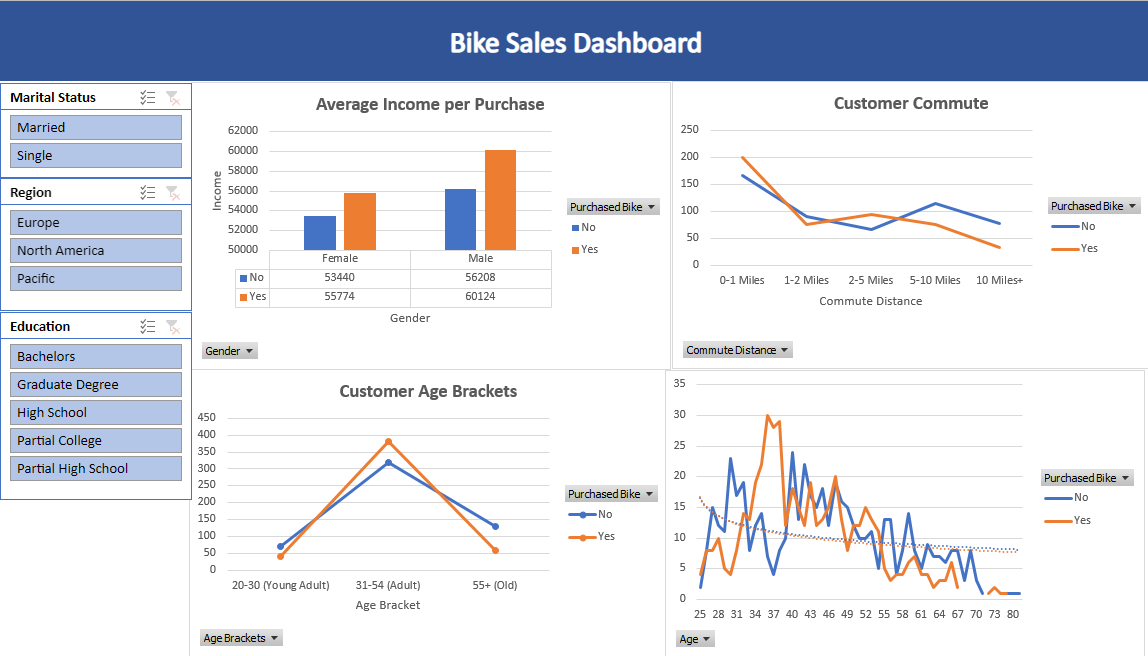 Bike Sales Dashboard
Marital Status
Married
Single
Region
Europe
North America
Pacific
Education
Bachelors
Graduate Degree
High School
Partial College
Partial High School
Average Income per Purchase
62000
60000
58000
56000
54000
52000
50000
Income
Female Male
No 53440 56208
Yes 55774 60124
Gender
Purchased Bike
No
Yes
Gender
Customer Commute
250
200
150
100
50
0
0-1 Miles 1-2 Miles 2-5 Miles 5-10 Miles 10 Miles+
Commute Distance
Purchased Bike
No
Yes
Commute Distance
Customer Age Brackets
450
400
350
300
250
200
150
100
50
0
20-30 (Young Adult) 31-54 (Adult) 55+ (Old)
Age Bracket
Purchased Bike
No
Yes
Age Brackets
35
30
25
20
15
10
5
0
25 28 31 34 37 40 43 46 49 52 55 58 61 64 67 70 73 80
Purchased Bike
No
Yes
Age